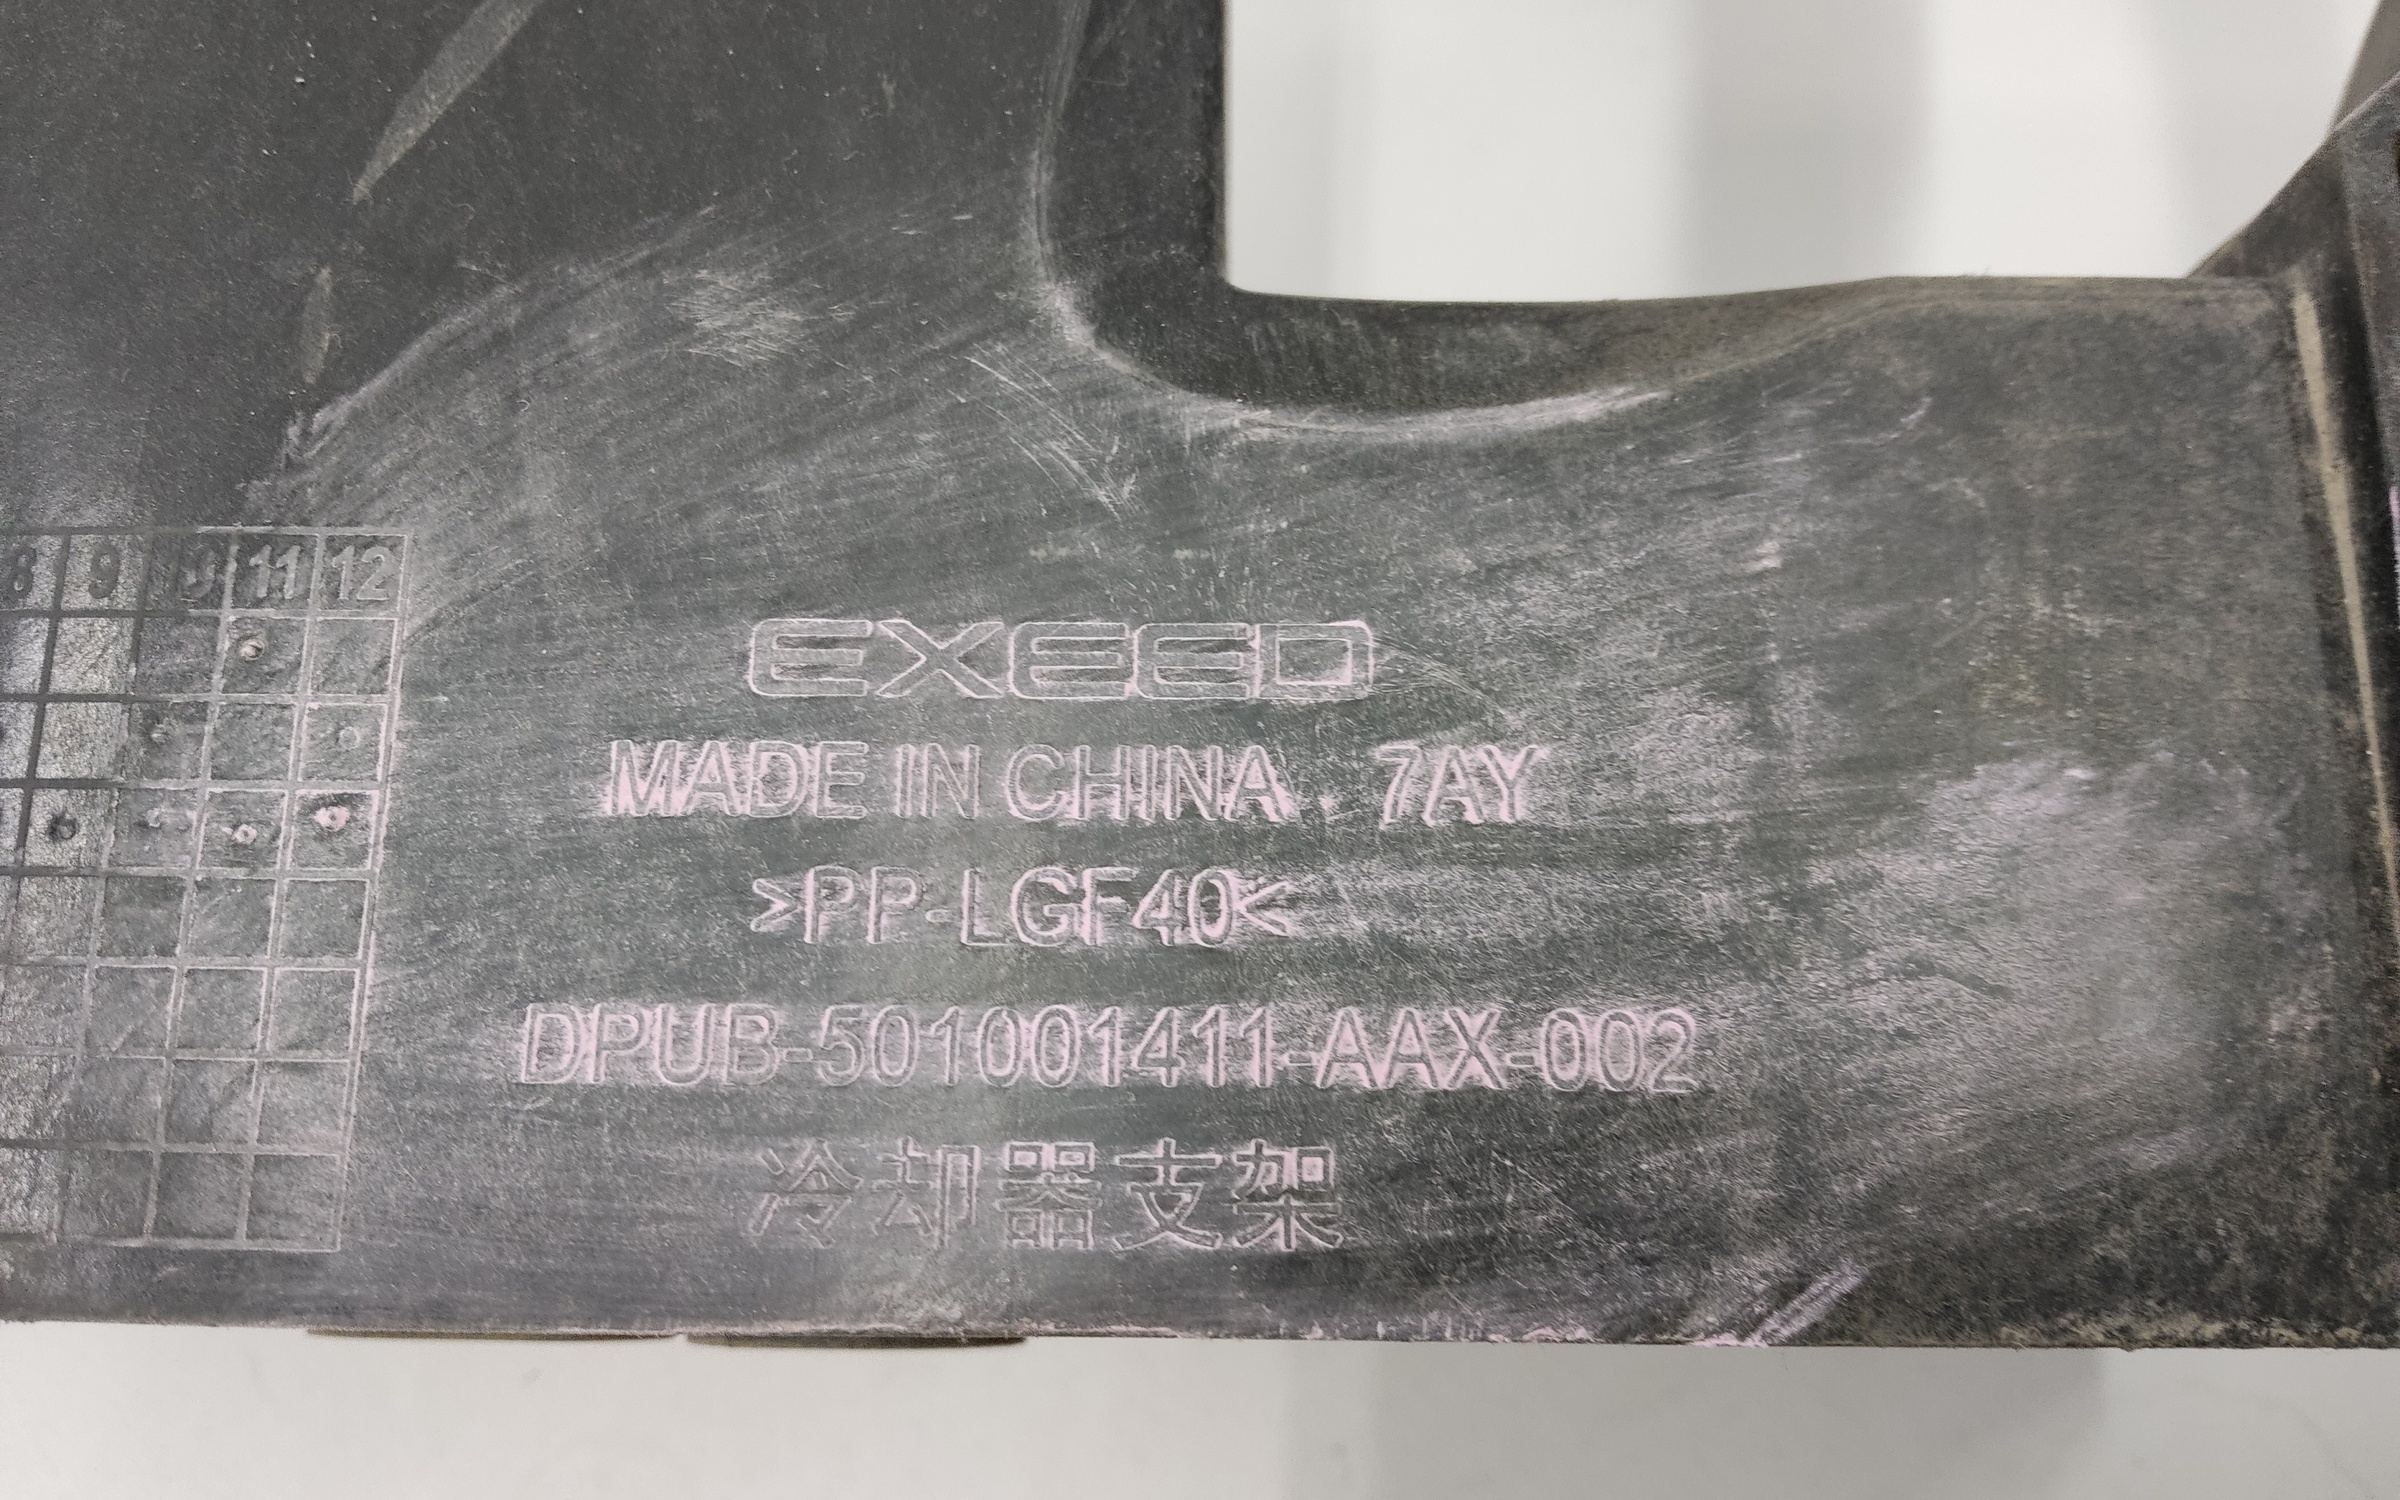 8 9 11 12
EXEED
MADE IN CHINA . 7AY
>PP-LGF40<
DPUB-501001411-AAX-002
冷却器支架